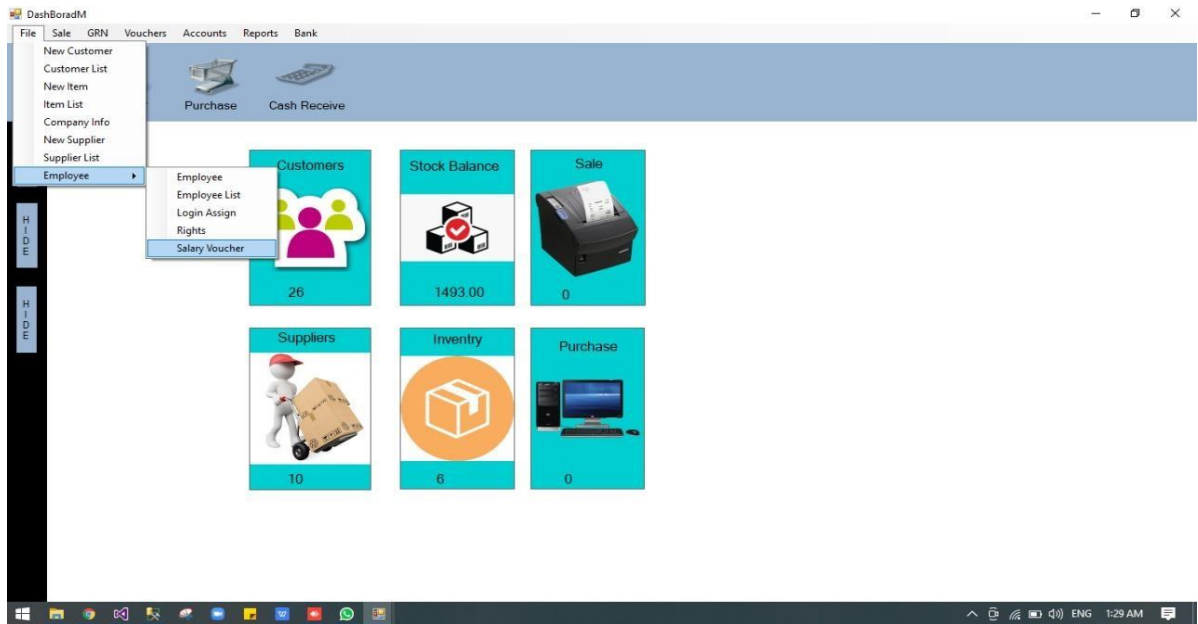 DashBoradM
File Sale GRN Vouchers Accounts Reports Bank
New Customer
Customer List
New Item
Item List
Company Info
New Supplier
Supplier List
Employee
Employee
Employee List
Login Assign
Rights
Salary Voucher
Purchase Cash Receive
HIDE
HIDE
Customers
26
Stock Balance
1493.00
Sale
0
Suppliers
10
Inventry
6
Purchase
0
ENG 1:29 AM